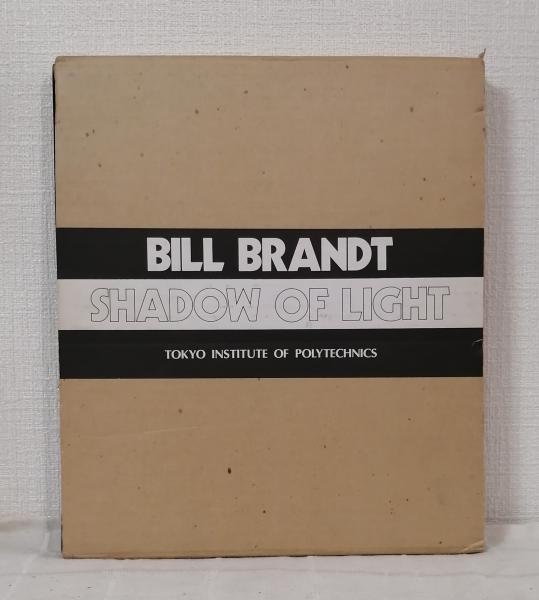 BILL BRANDT
SHADOW OF LIGHT
TOKYO INSTITUTE OF POLYTECHNICS